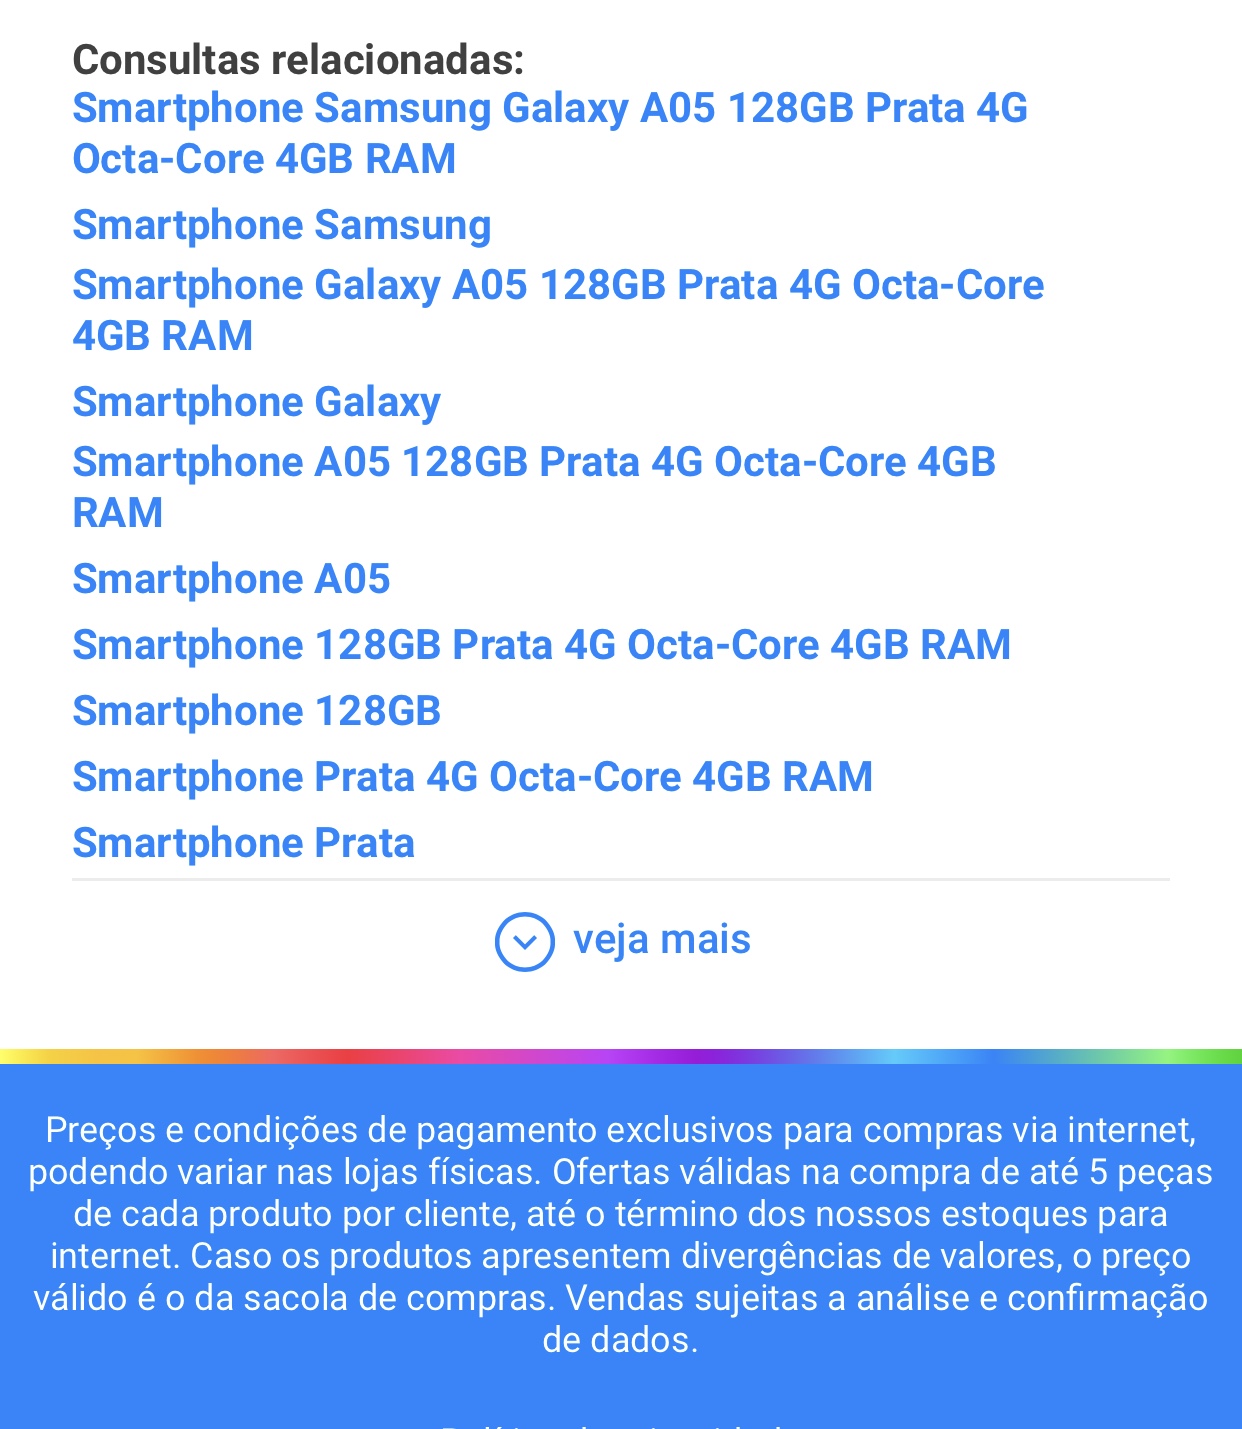 Consultas relacionadas:
Smartphone Samsung Galaxy A05 128GB Prata 4G
Octa-Core 4GB RAM
Smartphone Samsung
Smartphone Galaxy A05 128GB Prata 4G Octa-Core
4GB RAM
Smartphone Galaxy
Smartphone A05 128GB Prata 4G Octa-Core 4GB
RAM
Smartphone A05
Smartphone 128GB Prata 4G Octa-Core 4GB RAM
Smartphone 128GB
Smartphone Prata 4G Octa-Core 4GB RAM
Smartphone Prata
veja mais
Preços e condições de pagamento exclusivos para compras via internet,
podendo variar nas lojas físicas. Ofertas válidas na compra de até 5 peças
de cada produto por cliente, até o término dos nossos estoques para
internet. Caso os produtos apresentem divergências de valores, o preço
válido é o da sacola de compras. Vendas sujeitas a análise e confirmação
de dados.